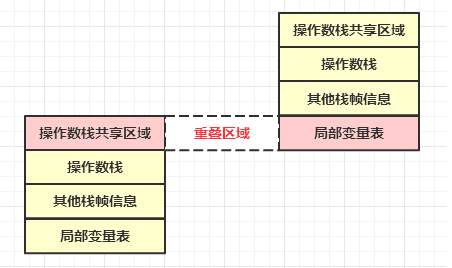 操作数栈共享区域
操作数栈
其他栈帧信息
局部变量表
重叠区域
操作数栈共享区域
操作数栈
其他栈帧信息
局部变量表